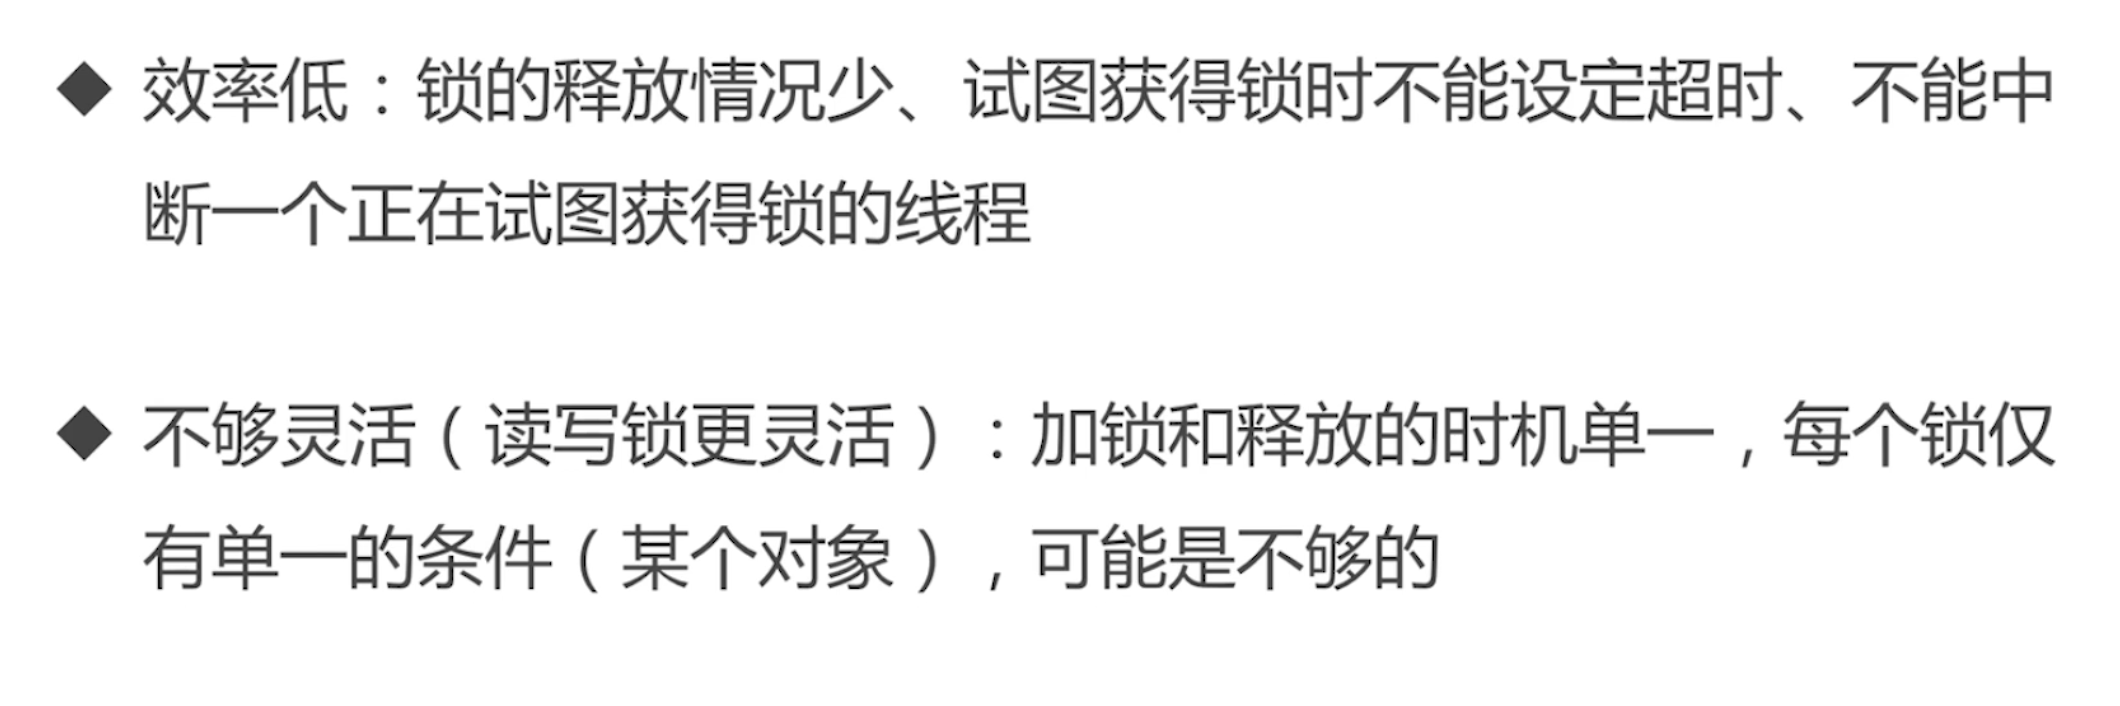 ◆ 效率低：锁的释放情况少、试图获得锁时不能设定超时、不能中
断一个正在试图获得锁的线程
◆ 不够灵活（读写锁更灵活）：加锁和释放的时机单一，每个锁仅
有单一的条件（某个对象），可能是不够的